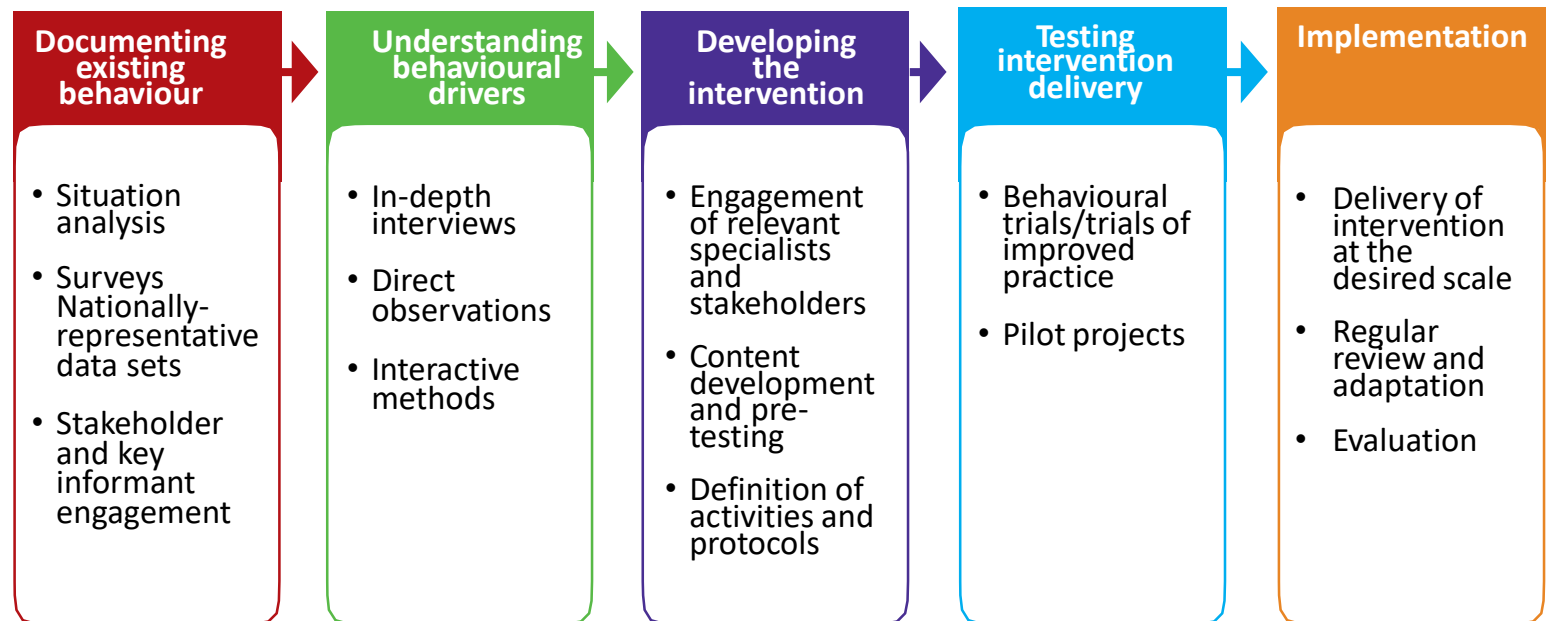 Documenting
existing
behaviour
• Situation
analysis
• Surveys
Nationally-
representative
data sets
• Stakeholder
and key
informant
engagement
Understanding
behavioural
drivers
• In-depth
interviews
• Direct
observations
• Interactive
methods
Developing
the
intervention
• Engagement
of relevant
specialists
and
stakeholders
• Content
development
and pre-
testing
• Definition of
activities and
protocols
Testing
intervention
delivery
• Behavioural
trials/trials of
improved
practice
• Pilot projects
Implementation
• Delivery of
intervention
at the
desired scale
• Regular
review and
adaptation
• Evaluation